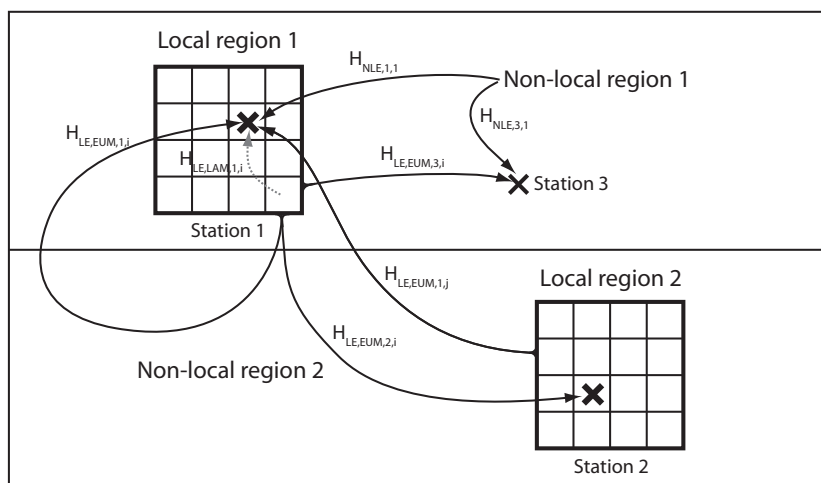 Local region 1
H_NLE,1,1
Non-local region 1
H_NLE,3,1
H_LE,EUM,1,i
H_LE,LAM,1,i
H_LE,EUM,3,i
Station 3
Station 1
H_LE,EUM,1,j
Local region 2
H_LE,EUM,2,i
Non-local region 2
Station 2